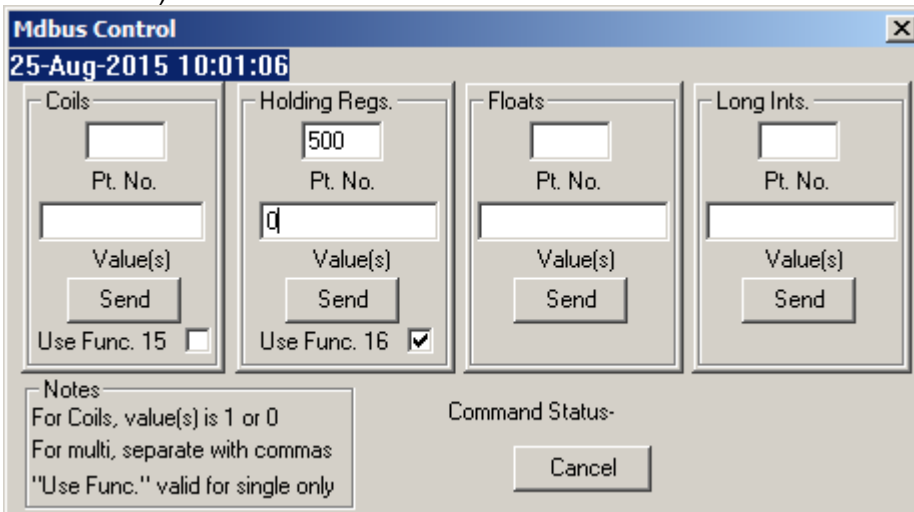 Mdbus Control
25-Aug-2015 10:01:06
Coils
Pt. No.
Value(s)
Send
Use Func. 15
Holding Regs.
500
Pt. No.
0
Value(s)
Send
Use Func. 16
Floats
Pt. No.
Value(s)
Send
Long Ints.
Pt. No.
Value(s)
Send
Notes
For Coils, value(s) is 1 or 0
For multi, separate with commas
"Use Func." valid for single only
Command Status-
Cancel